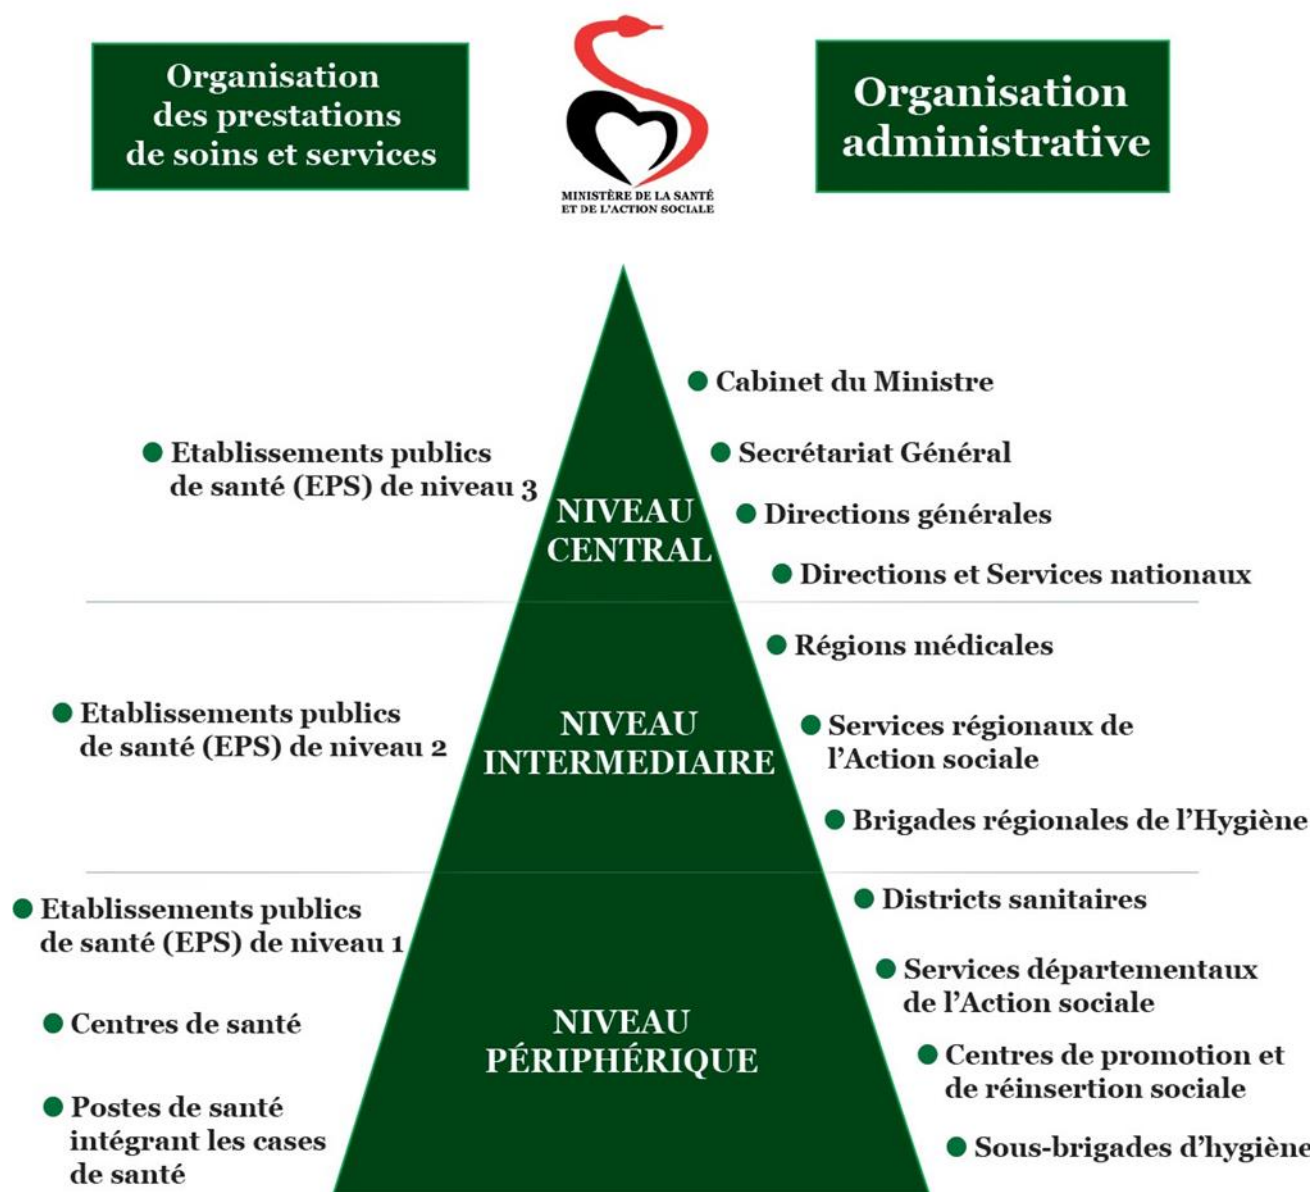 Organisation
des prestations
de soins et services
MINISTÈRE DE LA SANTÉ
ET DE L'ACTION SOCIALE
Organisation
administrative
Cabinet du Ministre
Etablissements publics
de santé (EPS) de niveau 3
Secrétariat Général
NIVEAU
CENTRAL
Directions générales
Directions et Services nationaux
Régions médicales
Etablissements publics
de santé (EPS) de niveau 2
NIVEAU
INTERMEDIAIRE
Services régionaux de
l'Action sociale
Brigades régionales de l'Hygiène
Etablissements publics
de santé (EPS) de niveau 1
Districts sanitaires
Centres de santé
NIVEAU
PÉRIPHÉRIQUE
Services départementaux
de l'Action sociale
Centres de promotion et
de réinsertion sociale
Postes de santé
intégrant les cases
de santé
Sous-brigades d'hygiène